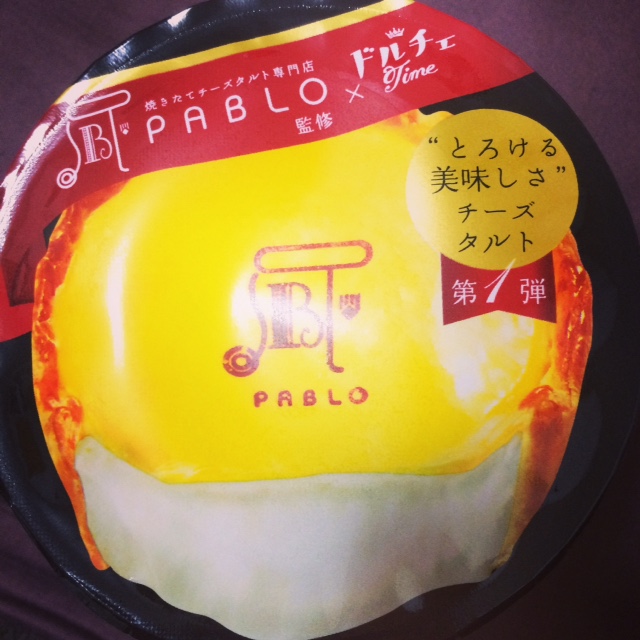 焼きたてチーズタルト専門店
PABLO
監修
×
ドルチェ
Time
“とろける
美味しさ”
チーズ
タルト
第1弾
PABLO